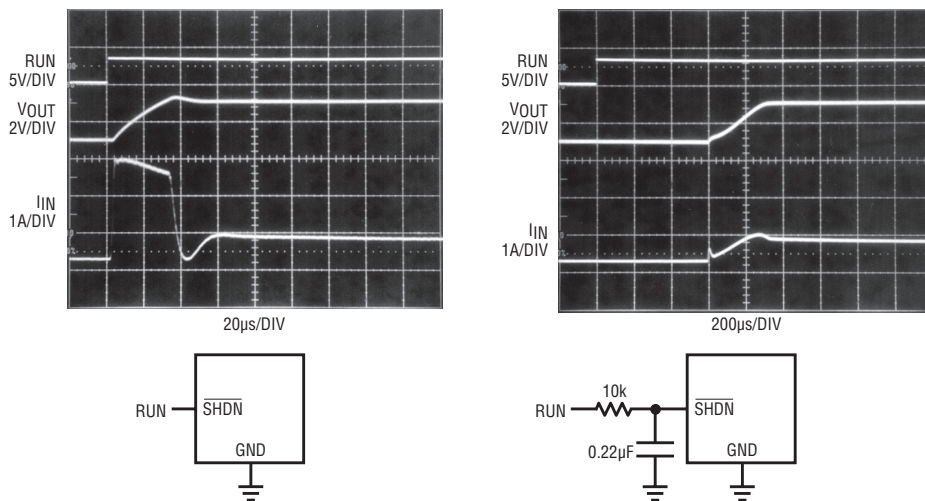 RUN
5V/DIV
VOUT
2V/DIV
IIN
1A/DIV
20µs/DIV
RUN
SHDN
GND
RUN
5V/DIV
VOUT
2V/DIV
IIN
1A/DIV
200µs/DIV
RUN
10k
0.22µF
SHDN
GND